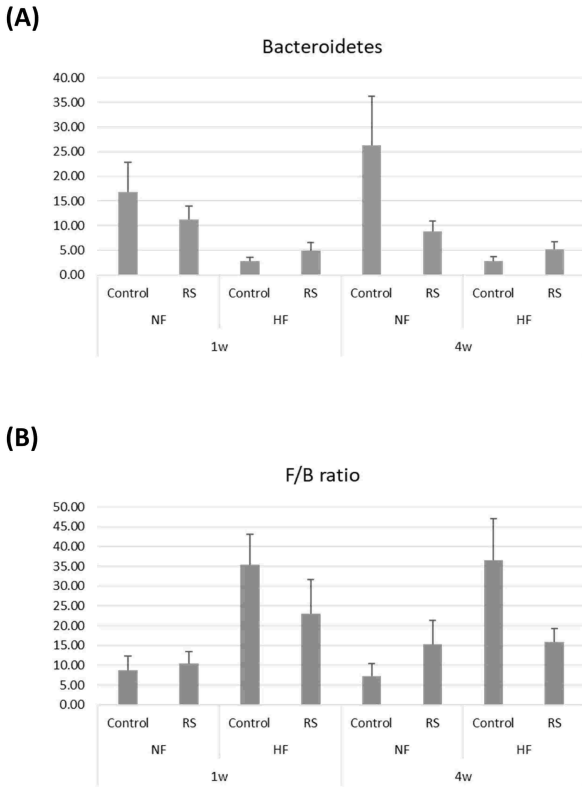 (A)
Bacteroidetes
40.00
35.00
30.00
25.00
20.00
15.00
10.00
5.00
0.00
Control RS Control RS Control RS Control RS
NF HF NF HF
1w 4w
(B)
F/B ratio
50.00
45.00
40.00
35.00
30.00
25.00
20.00
15.00
10.00
5.00
0.00
Control RS Control RS Control RS Control RS
NF HF NF HF
1w 4w